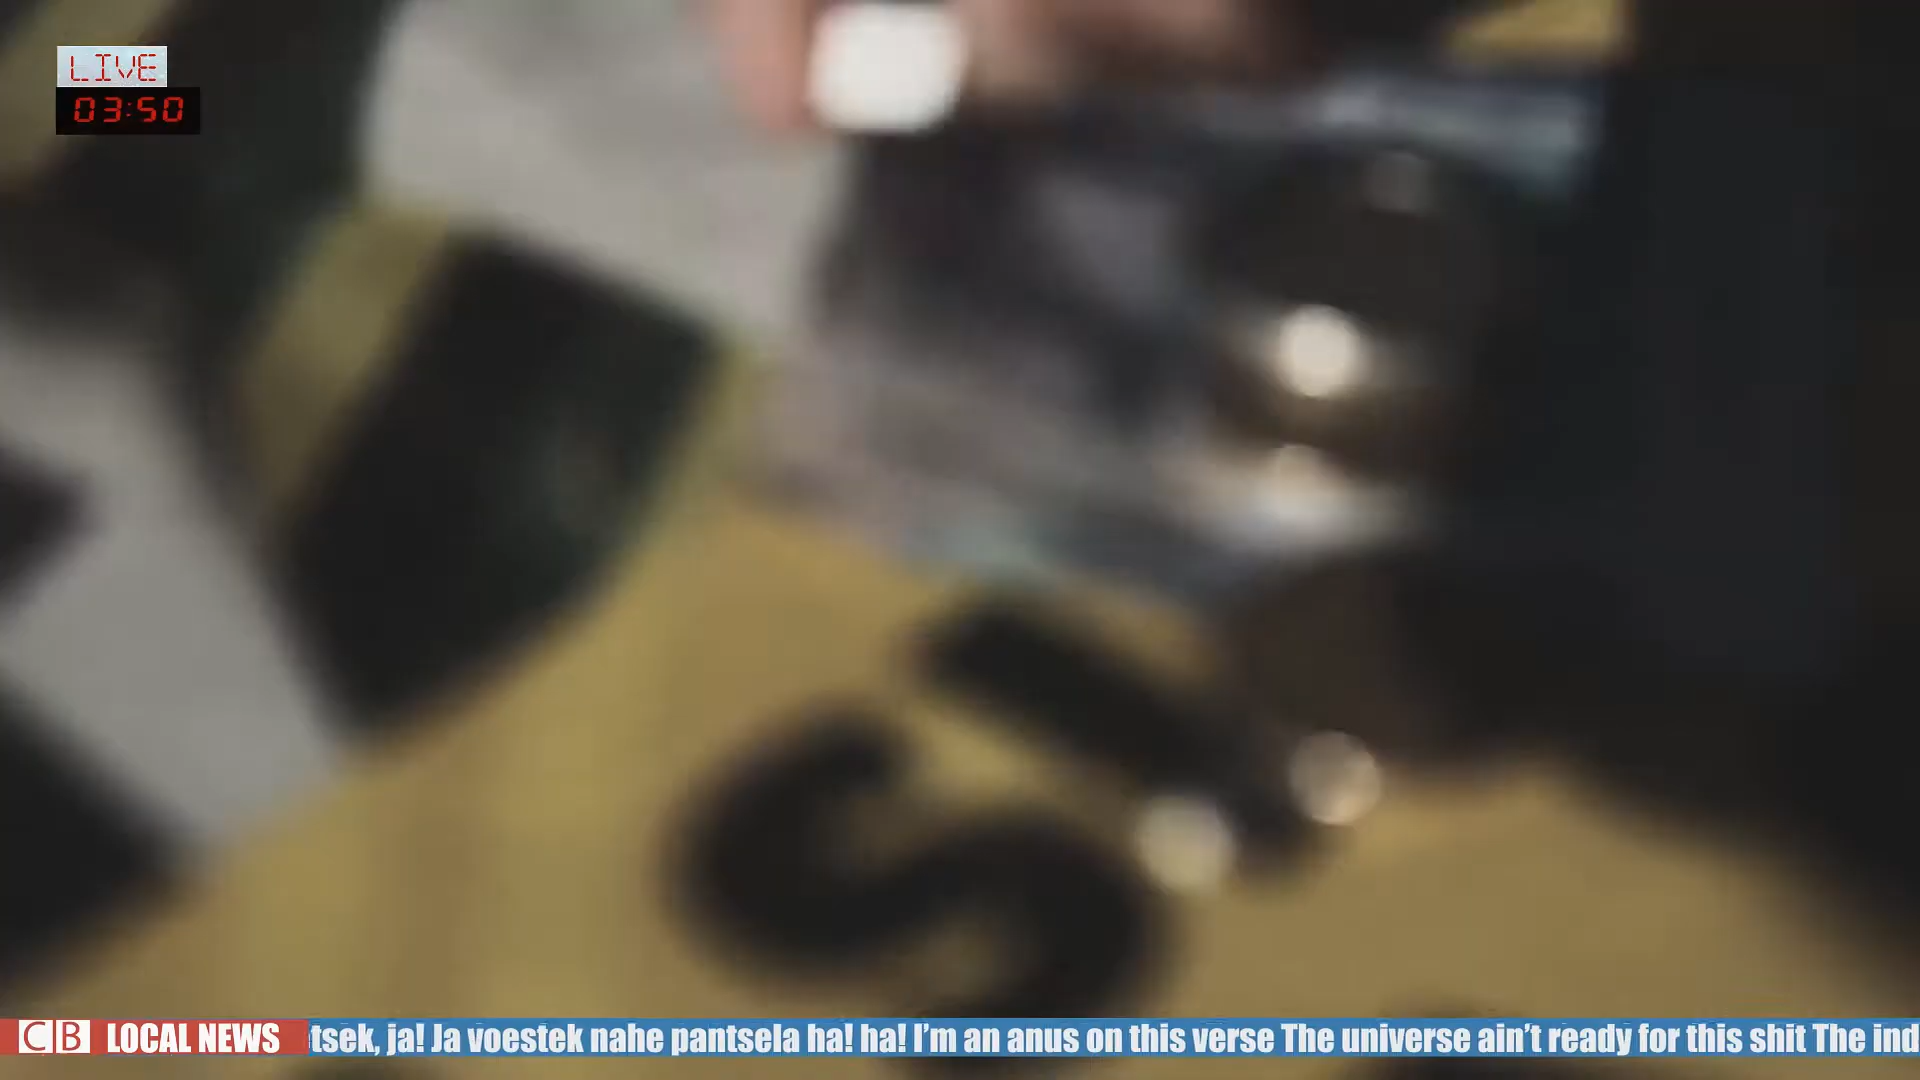 LIVE
03:50
CB LOCAL NEWS tsek, ja! Ja voestek nahe pantsela ha! ha! I'm an anus on this verse The universe ain't ready for this shit The ind
S